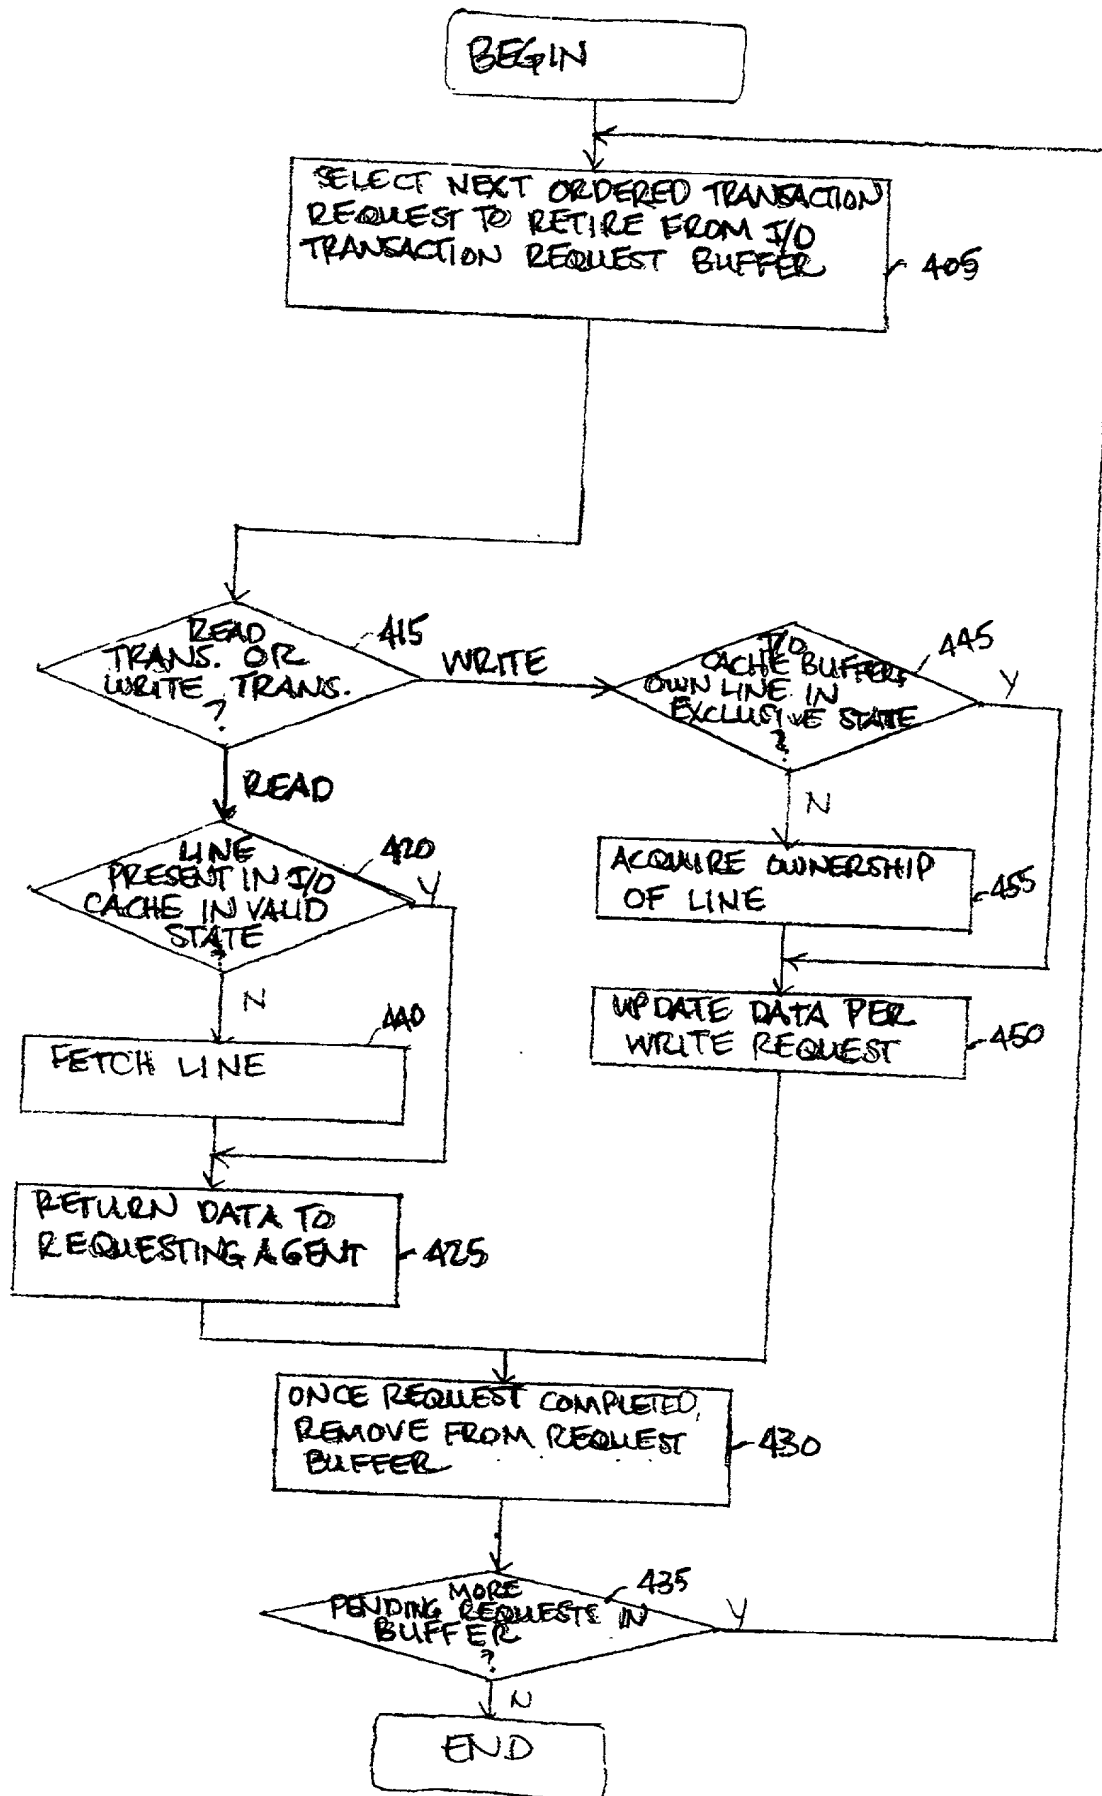 BEGIN
SELECT NEXT ORDERED TRANSACTION
REQUEST TO RETIRE FROM I/O
TRANSACTION REQUEST BUFFER
405
READ
TRANS. OR
WRITE TRANS.
?
415
WRITE
I/O
CACHE BUFFERS
OWN LINE IN
EXCLUSIVE STATE
?
445
Y
READ
N
LINE
PRESENT IN I/O
CACHE IN VALID
STATE
?
420
Y
ACQUIRE OWNERSHIP
OF LINE
455
N
440
FETCH LINE
UPDATE DATA PER
WRITE REQUEST
450
RETURN DATA TO
REQUESTING AGENT
425
ONCE REQUEST COMPLETED,
REMOVE FROM REQUEST
BUFFER
430
MORE
PENDING REQUESTS IN
BUFFER
?
435
Y
N
END